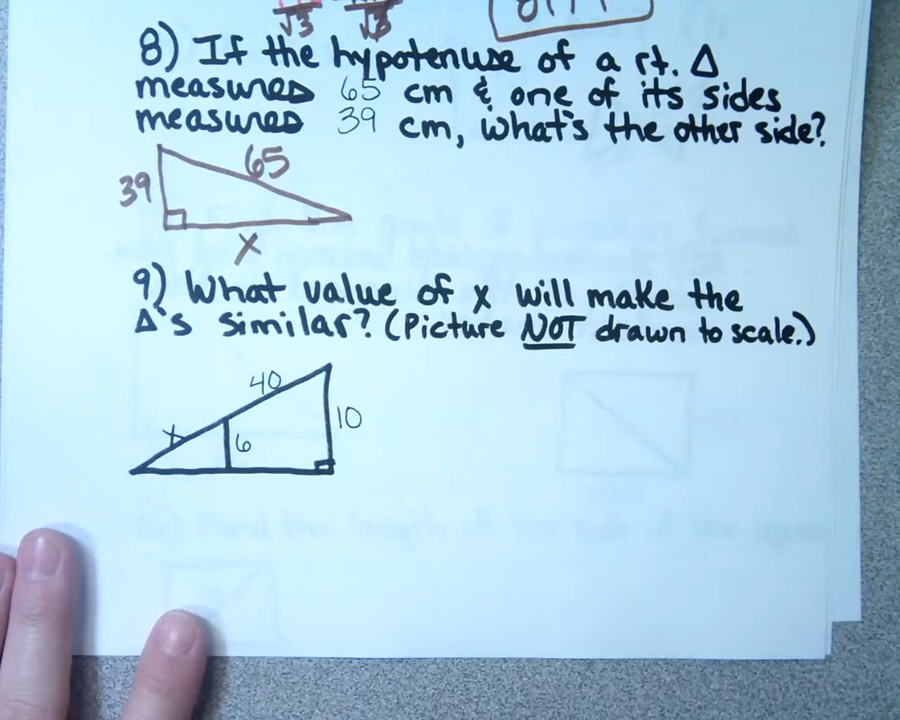 √3 √3
8) If the hypotenuse of a rt. Δ
measures 65 cm & one of its sides
measures 39 cm, what's the other side?
65
39
x
9) What value of x will make the
Δ's similar? (Picture NOT drawn to scale.)
40
10
x
6